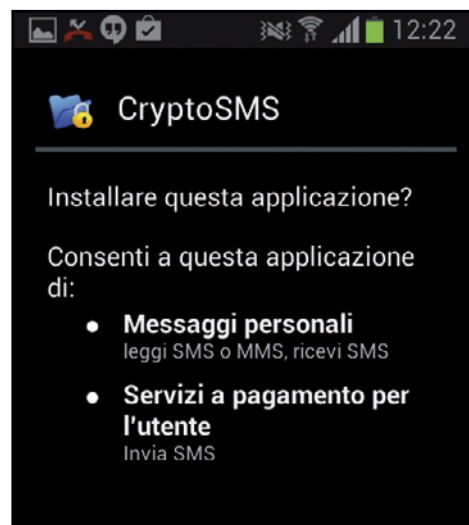 12:22
CryptoSMS
Installare questa applicazione?
Consenti a questa applicazione
di:
• Messaggi personali
leggi SMS o MMS, ricevi SMS
• Servizi a pagamento per
l'utente
Invia SMS